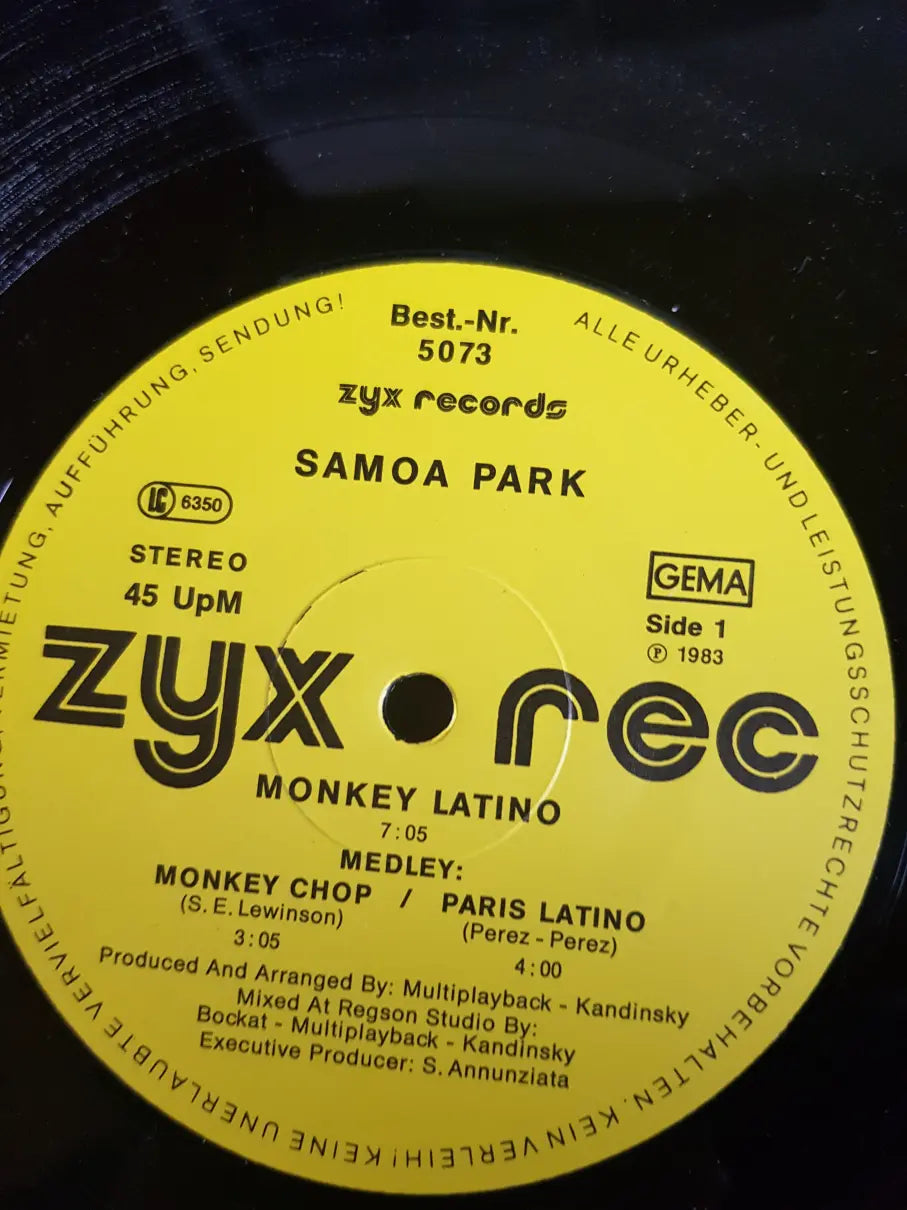 Best.-Nr.
5073
zyx records
SAMOA PARK
LC 6350
STEREO
45 UpM
GEMA
Side 1
℗ 1983
zyx rec
MONKEY LATINO
7:05
MEDLEY:
MONKEY CHOP / PARIS LATINO
(S. E. Lewinson) (Perez - Perez)
3:05 4:00
Produced And Arranged By: Multiplayback - Kandinsky
Mixed At Regson Studio By:
Bockat - Multiplayback - Kandinsky
Executive Producer: S. Annunziata
ALLE URHEBER- UND LEISTUNGSSCHUTZRECHTE VORBEHALTEN. KEIN VERLEIH! KEINE UNERLAUBTE VERVIELFÄLTIGUNG, VERMIETUNG, AUFFÜHRUNG, SENDUNG!